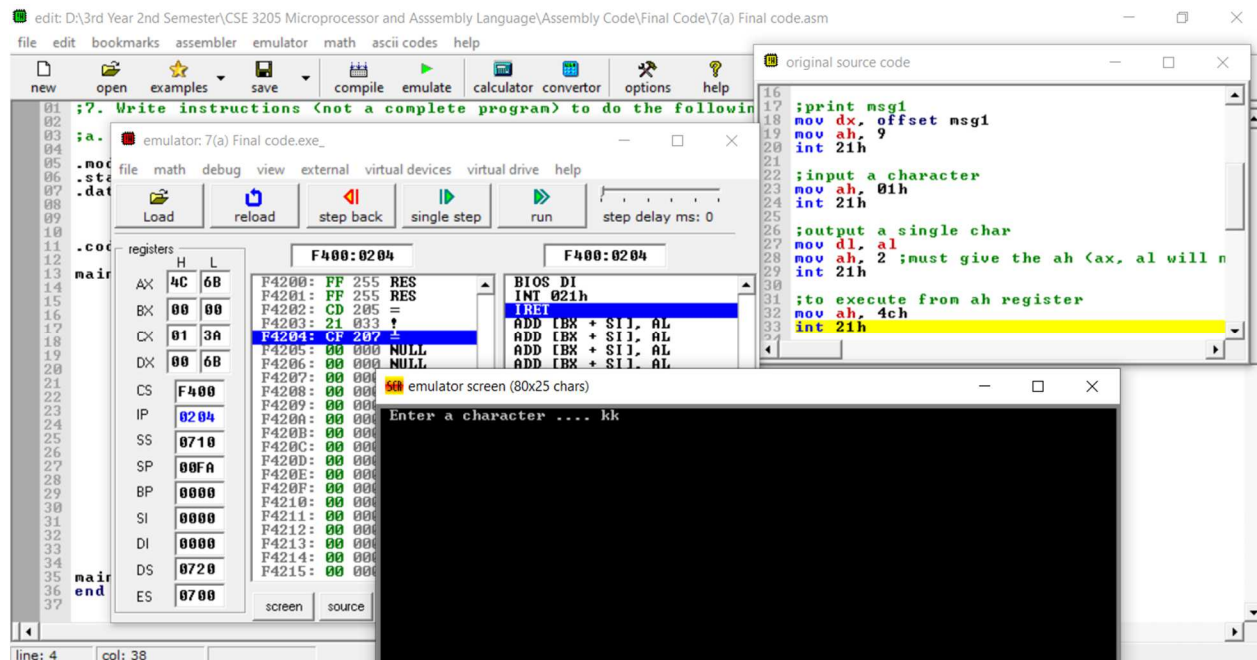 edit: D:\3rd Year 2nd Semester\CSE 3205 Microprocessor and Asssembly Language\Assembly Code\Final Code\7(a) Final code.asm
file edit bookmarks assembler emulator math ascii codes help
new open examples save compile emulate calculator convertor options help
01 ;7. Write instructions (not a complete program) to do the followin
02
03 ;a.
04
05 .mod
06 .sta
07 .dat
08
09
10
11 .cod
12
13 main
14
15
16
17
18
19
20
21
22
23
24
25
26
27
28
29
30
31
32
33
34
35 main
36 end
37
line: 4 col: 38
emulator: 7(a) Final code.exe_
file math debug view external virtual devices virtual drive help
Load reload step back single step run step delay ms: 0
registers F400:0204 F400:0204
H L
AX 4C 6B
BX 00 00
CX 01 3A
DX 00 6B
CS F400
IP 0204
SS 0710
SP 00FA
BP 0000
SI 0000
DI 0000
DS 0720
ES 0700
F4200: FF 255 RES
F4201: FF 255 RES
F4202: CD 205 =
F4203: 21 033 !
F4204: CF 207 ╧
F4205: 00 000 NULL
F4206: 00 000 NULL
F4207: 00 000
F4208: 00 000
F4209: 00 000
F420A: 00 000
F420B: 00 000
F420C: 00 000
F420D: 00 000
F420E: 00 000
F420F: 00 000
F4210: 00 000
F4211: 00 000
F4212: 00 000
F4213: 00 000
F4214: 00 000
F4215: 00 000
BIOS DI
INT 021h
IRET
ADD [BX + SI], AL
ADD [BX + SI], AL
ADD [BX + SI], AL
ADD [BX + SI], AL
screen source
original source code
16
17 ;print msg1
18 mov dx, offset msg1
19 mov ah, 9
20 int 21h
21
22 ;input a character
23 mov ah, 01h
24 int 21h
25
26 ;output a single char
27 mov dl, al
28 mov ah, 2 ;must give the ah (ax, al will n
29 int 21h
30
31 ;to execute from ah register
32 mov ah, 4ch
33 int 21h
34
emulator screen (80x25 chars)
Enter a character .... kk